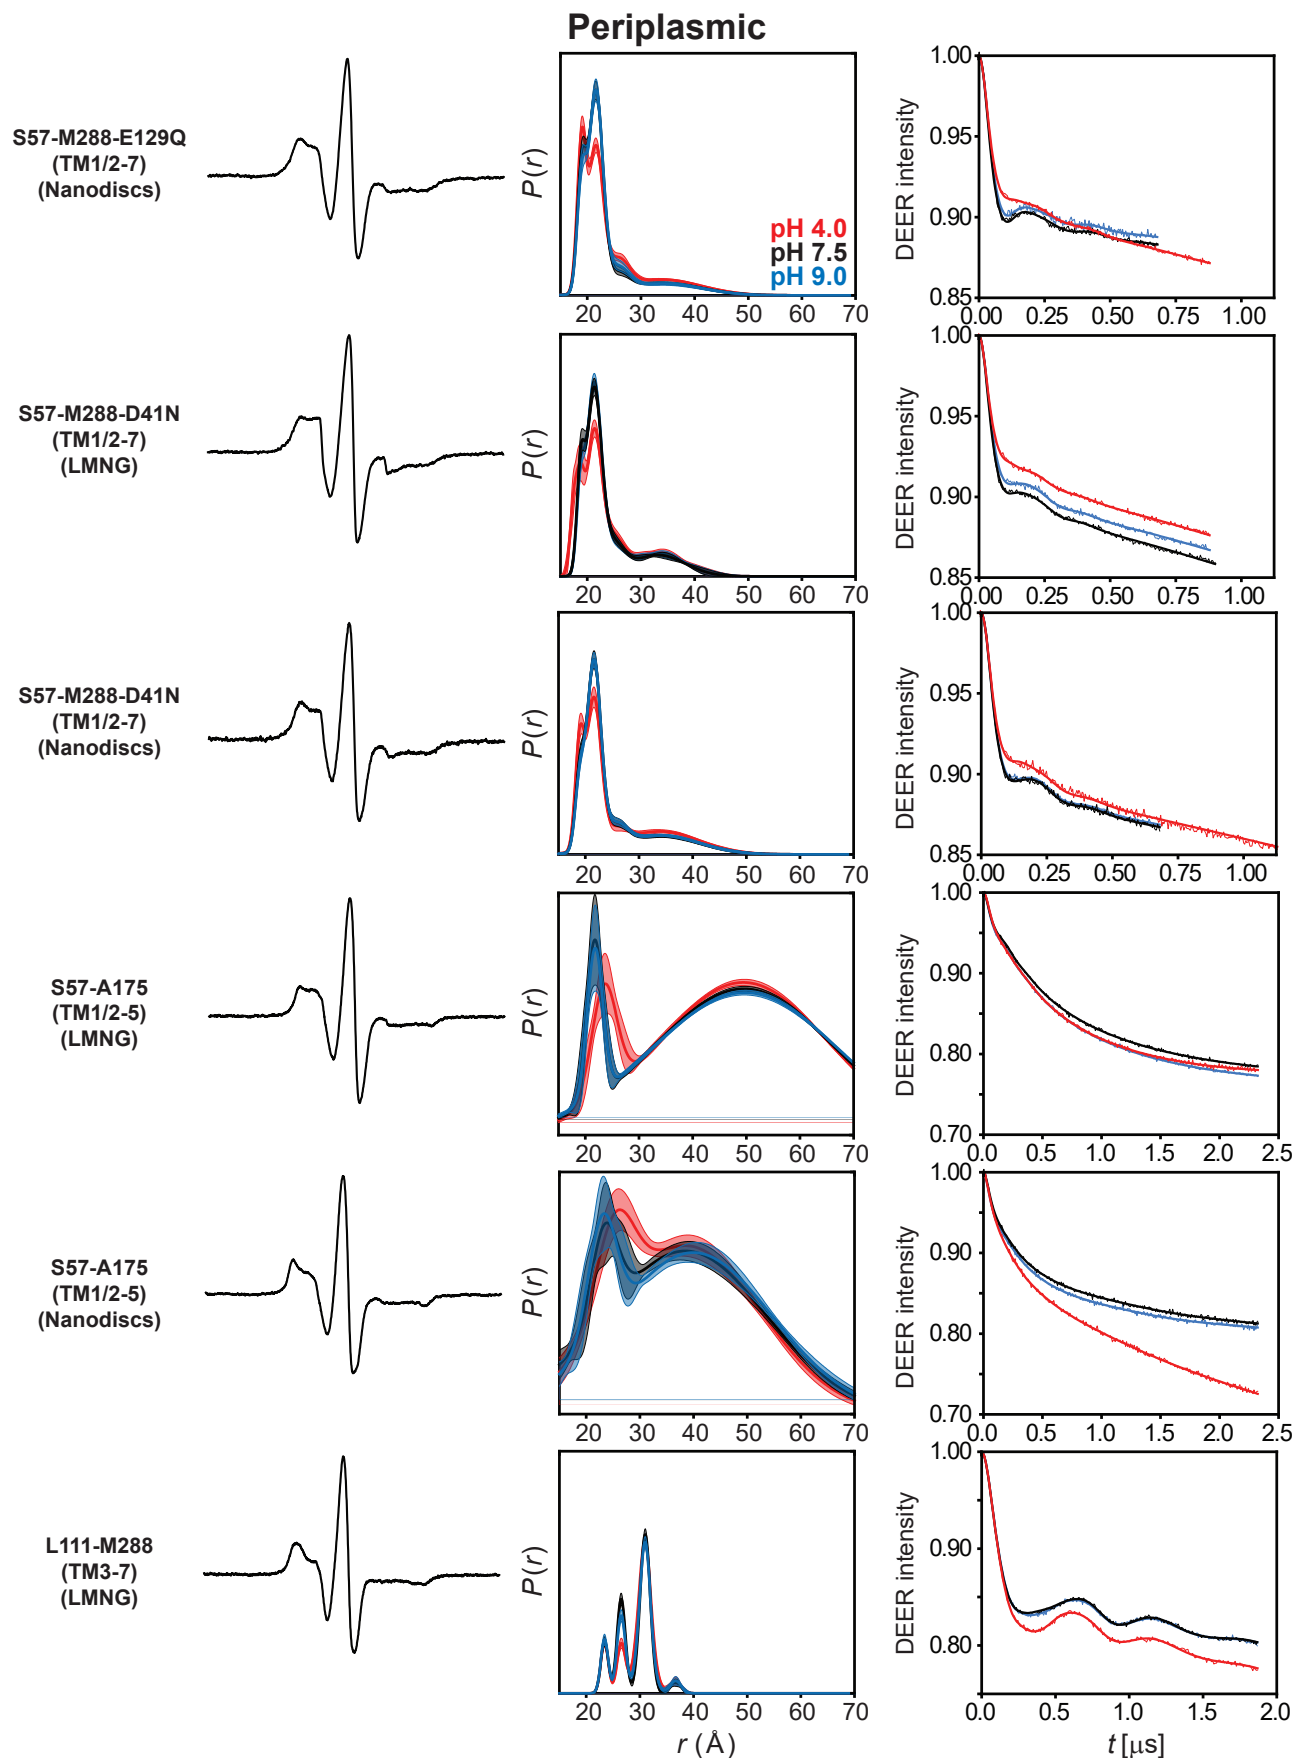 Periplasmic
S57-M288-E129Q
(TM1/2-7)
(Nanodiscs)
P(r)
pH 4.0
pH 7.5
pH 9.0
20 30 40 50 60 70
DEER intensity
1.00
0.95
0.90
0.85
0.00 0.25 0.50 0.75 1.00
S57-M288-D41N
(TM1/2-7)
(LMNG)
P(r)
20 30 40 50 60 70
DEER intensity
1.00
0.95
0.90
0.85
0.00 0.25 0.50 0.75 1.00
S57-M288-D41N
(TM1/2-7)
(Nanodiscs)
P(r)
20 30 40 50 60 70
DEER intensity
1.00
0.95
0.90
0.85
0.00 0.25 0.50 0.75 1.00
S57-A175
(TM1/2-5)
(LMNG)
P(r)
20 30 40 50 60 70
DEER intensity
1.00
0.90
0.80
0.70
0.0 0.5 1.0 1.5 2.0 2.5
S57-A175
(TM1/2-5)
(Nanodiscs)
P(r)
20 30 40 50 60 70
DEER intensity
1.00
0.90
0.80
0.70
0.0 0.5 1.0 1.5 2.0 2.5
L111-M288
(TM3-7)
(LMNG)
P(r)
20 30 40 50 60 70
r (Å)
DEER intensity
1.00
0.90
0.80
0.0 0.5 1.0 1.5 2.0
t [μs]